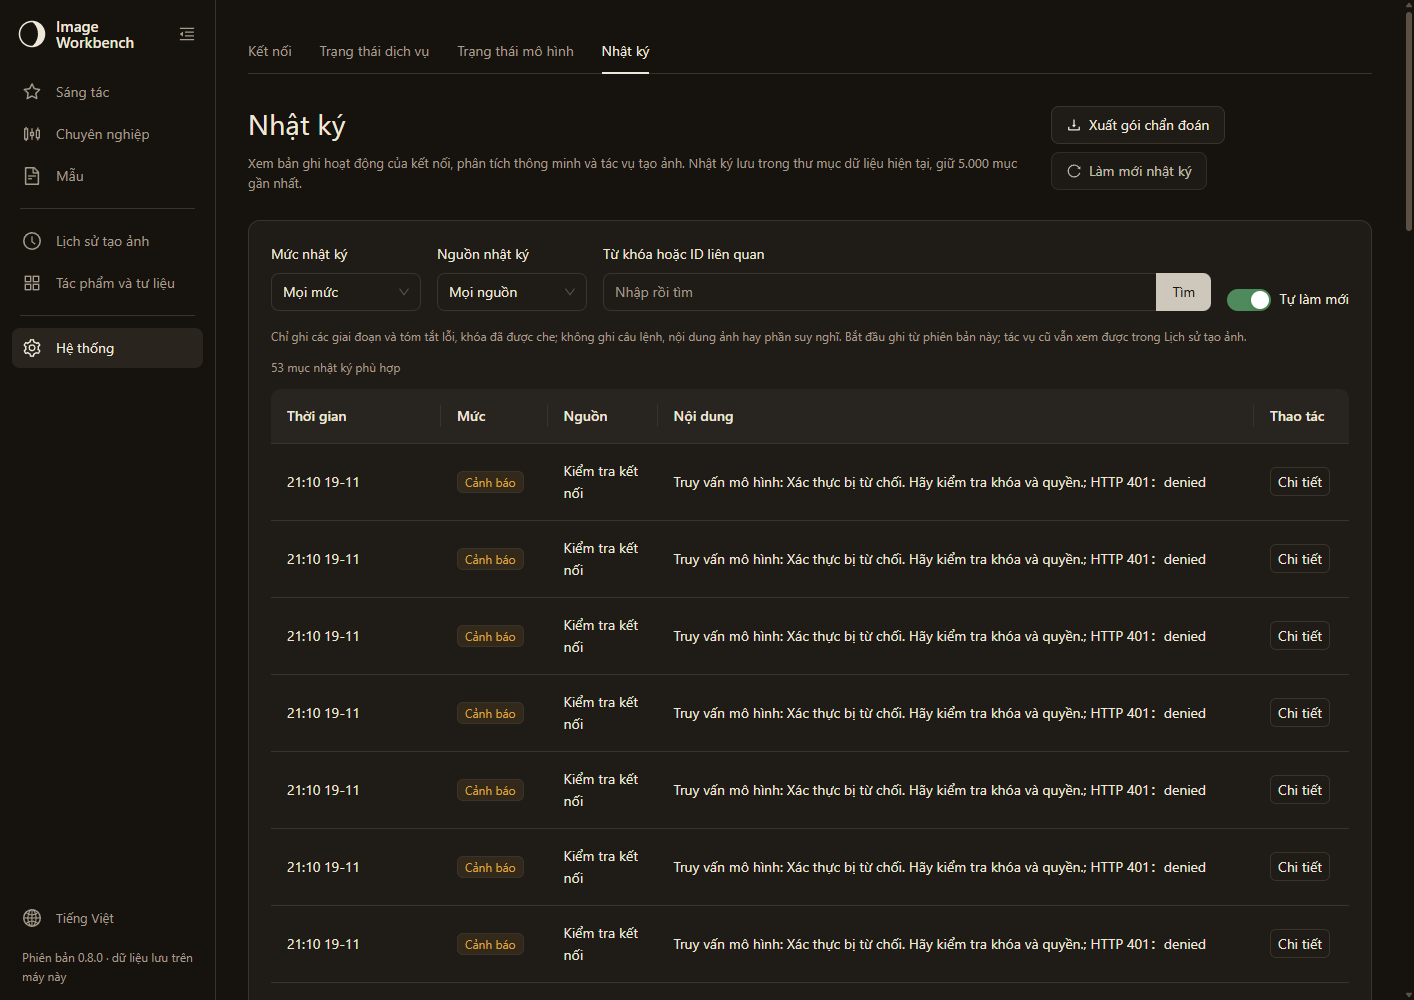 Image
Workbench
Sáng tác
Chuyên nghiệp
Mẫu
Lịch sử tạo ảnh
Tác phẩm và tư liệu
Hệ thống
Tiếng Việt
Phiên bản 0.8.0 · dữ liệu lưu trên
máy này
Kết nối Trạng thái dịch vụ Trạng thái mô hình Nhật ký
Nhật ký
Xem bản ghi hoạt động của kết nối, phân tích thông minh và tác vụ tạo ảnh. Nhật ký lưu trong thư mục dữ liệu hiện tại, giữ 5.000 mục
gần nhất.
Xuất gói chẩn đoán
Làm mới nhật ký
Mức nhật ký Nguồn nhật ký Từ khóa hoặc ID liên quan
Mọi mức Mọi nguồn Nhập rồi tìm Tìm Tự làm mới
Chỉ ghi các giai đoạn và tóm tắt lỗi, khóa đã được che; không ghi câu lệnh, nội dung ảnh hay phần suy nghĩ. Bắt đầu ghi từ phiên bản này; tác vụ cũ vẫn xem được trong Lịch sử tạo ảnh.
53 mục nhật ký phù hợp
Thời gian Mức Nguồn Nội dung Thao tác
21:10 19-11 Cảnh báo Kiểm tra kết nối Truy vấn mô hình: Xác thực bị từ chối. Hãy kiểm tra khóa và quyền.; HTTP 401：denied Chi tiết
21:10 19-11 Cảnh báo Kiểm tra kết nối Truy vấn mô hình: Xác thực bị từ chối. Hãy kiểm tra khóa và quyền.; HTTP 401：denied Chi tiết
21:10 19-11 Cảnh báo Kiểm tra kết nối Truy vấn mô hình: Xác thực bị từ chối. Hãy kiểm tra khóa và quyền.; HTTP 401：denied Chi tiết
21:10 19-11 Cảnh báo Kiểm tra kết nối Truy vấn mô hình: Xác thực bị từ chối. Hãy kiểm tra khóa và quyền.; HTTP 401：denied Chi tiết
21:10 19-11 Cảnh báo Kiểm tra kết nối Truy vấn mô hình: Xác thực bị từ chối. Hãy kiểm tra khóa và quyền.; HTTP 401：denied Chi tiết
21:10 19-11 Cảnh báo Kiểm tra kết nối Truy vấn mô hình: Xác thực bị từ chối. Hãy kiểm tra khóa và quyền.; HTTP 401：denied Chi tiết
21:10 19-11 Cảnh báo Kiểm tra kết nối Truy vấn mô hình: Xác thực bị từ chối. Hãy kiểm tra khóa và quyền.; HTTP 401：denied Chi tiết